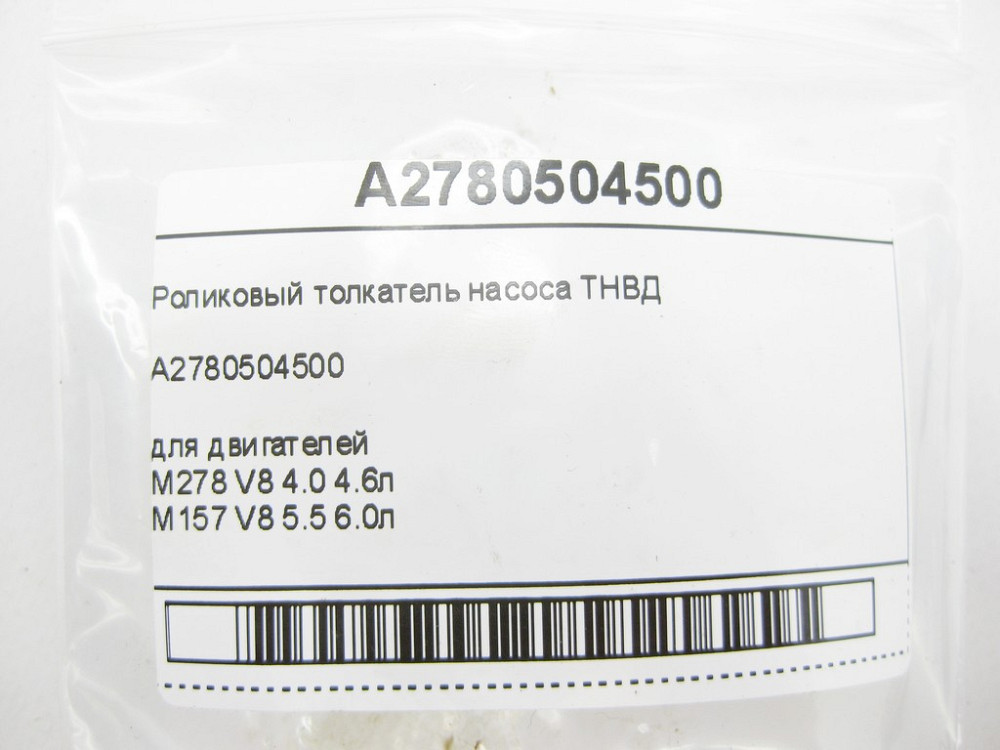 A2780504500
Роликовый толкатель насоса ТНВД
A2780504500
для двигателей
M278 V8 4.0 4.6л
M157 V8 5.5 6.0л